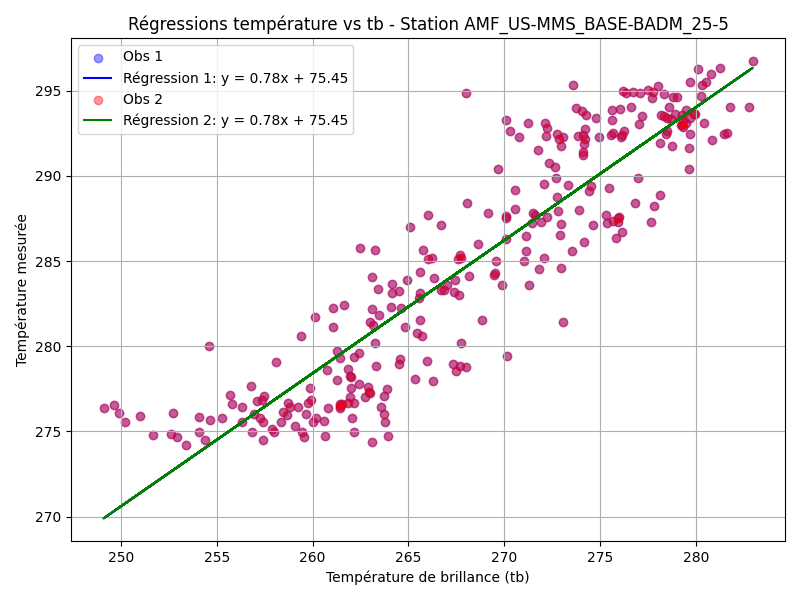 Régressions température vs tb - Station AMF_US-MMS_BASE-BADM_25-5
Obs 1
Régression 1: y = 0.78x + 75.45
Obs 2
Régression 2: y = 0.78x + 75.45
Température mesurée
295
290
285
280
275
270
250
255
260
265
270
275
280
Température de brillance (tb)